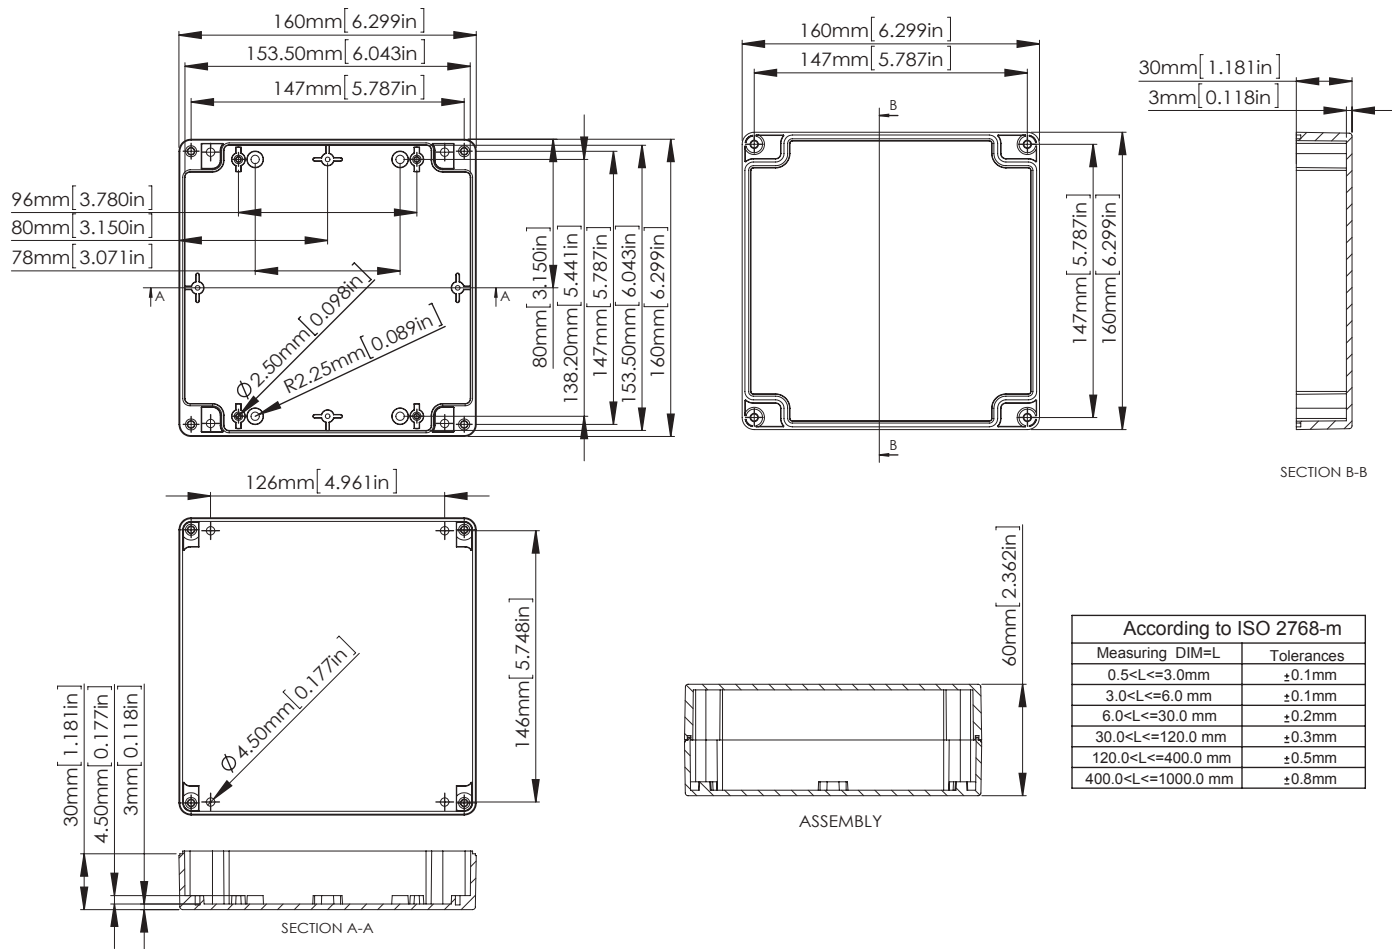 160mm[6.299in]
153.50mm[6.043in]
147mm[5.787in]
96mm[3.780in]
80mm[3.150in]
78mm[3.071in]
A
A
Ø2.50mm[0.098in]
R2.25mm[0.089in]
80mm[3.150in]
138.20mm[5.441in]
147mm[5.787in]
153.50mm[6.043in]
160mm[6.299in]
160mm[6.299in]
147mm[5.787in]
B
B
147mm[5.787in]
160mm[6.299in]
30mm[1.181in]
3mm[0.118in]
SECTION B-B
126mm[4.961in]
Ø4.50mm[0.177in]
146mm[5.748in]
30mm[1.181in]
4.50mm[0.177in]
3mm[0.118in]
SECTION A-A
60mm[2.362in]
ASSEMBLY
According to ISO 2768-m
Measuring DIM=L Tolerances
0.5<L<=3.0mm ±0.1mm
3.0<L<=6.0 mm ±0.1mm
6.0<L<=30.0 mm ±0.2mm
30.0<L<=120.0 mm ±0.3mm
120.0<L<=400.0 mm ±0.5mm
400.0<L<=1000.0 mm ±0.8mm